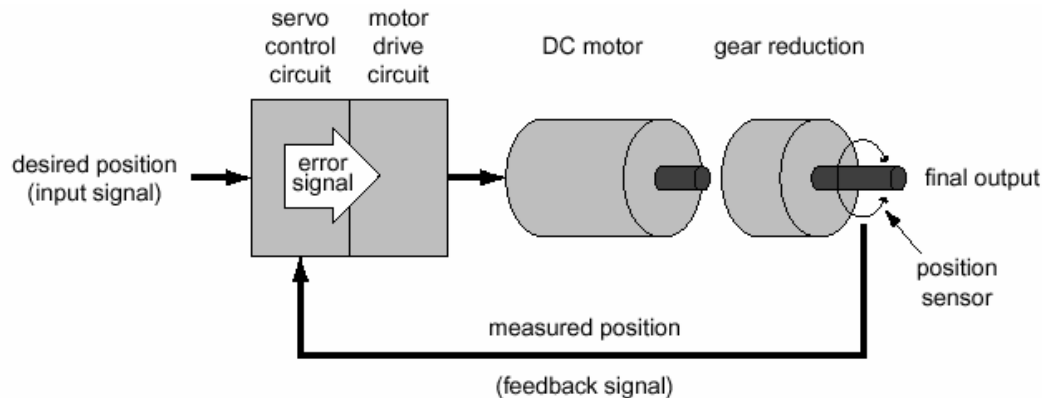 servo
control
circuit
motor
drive
circuit
DC motor
gear reduction
desired position
(input signal)
error
signal
final output
position
sensor
measured position
(feedback signal)